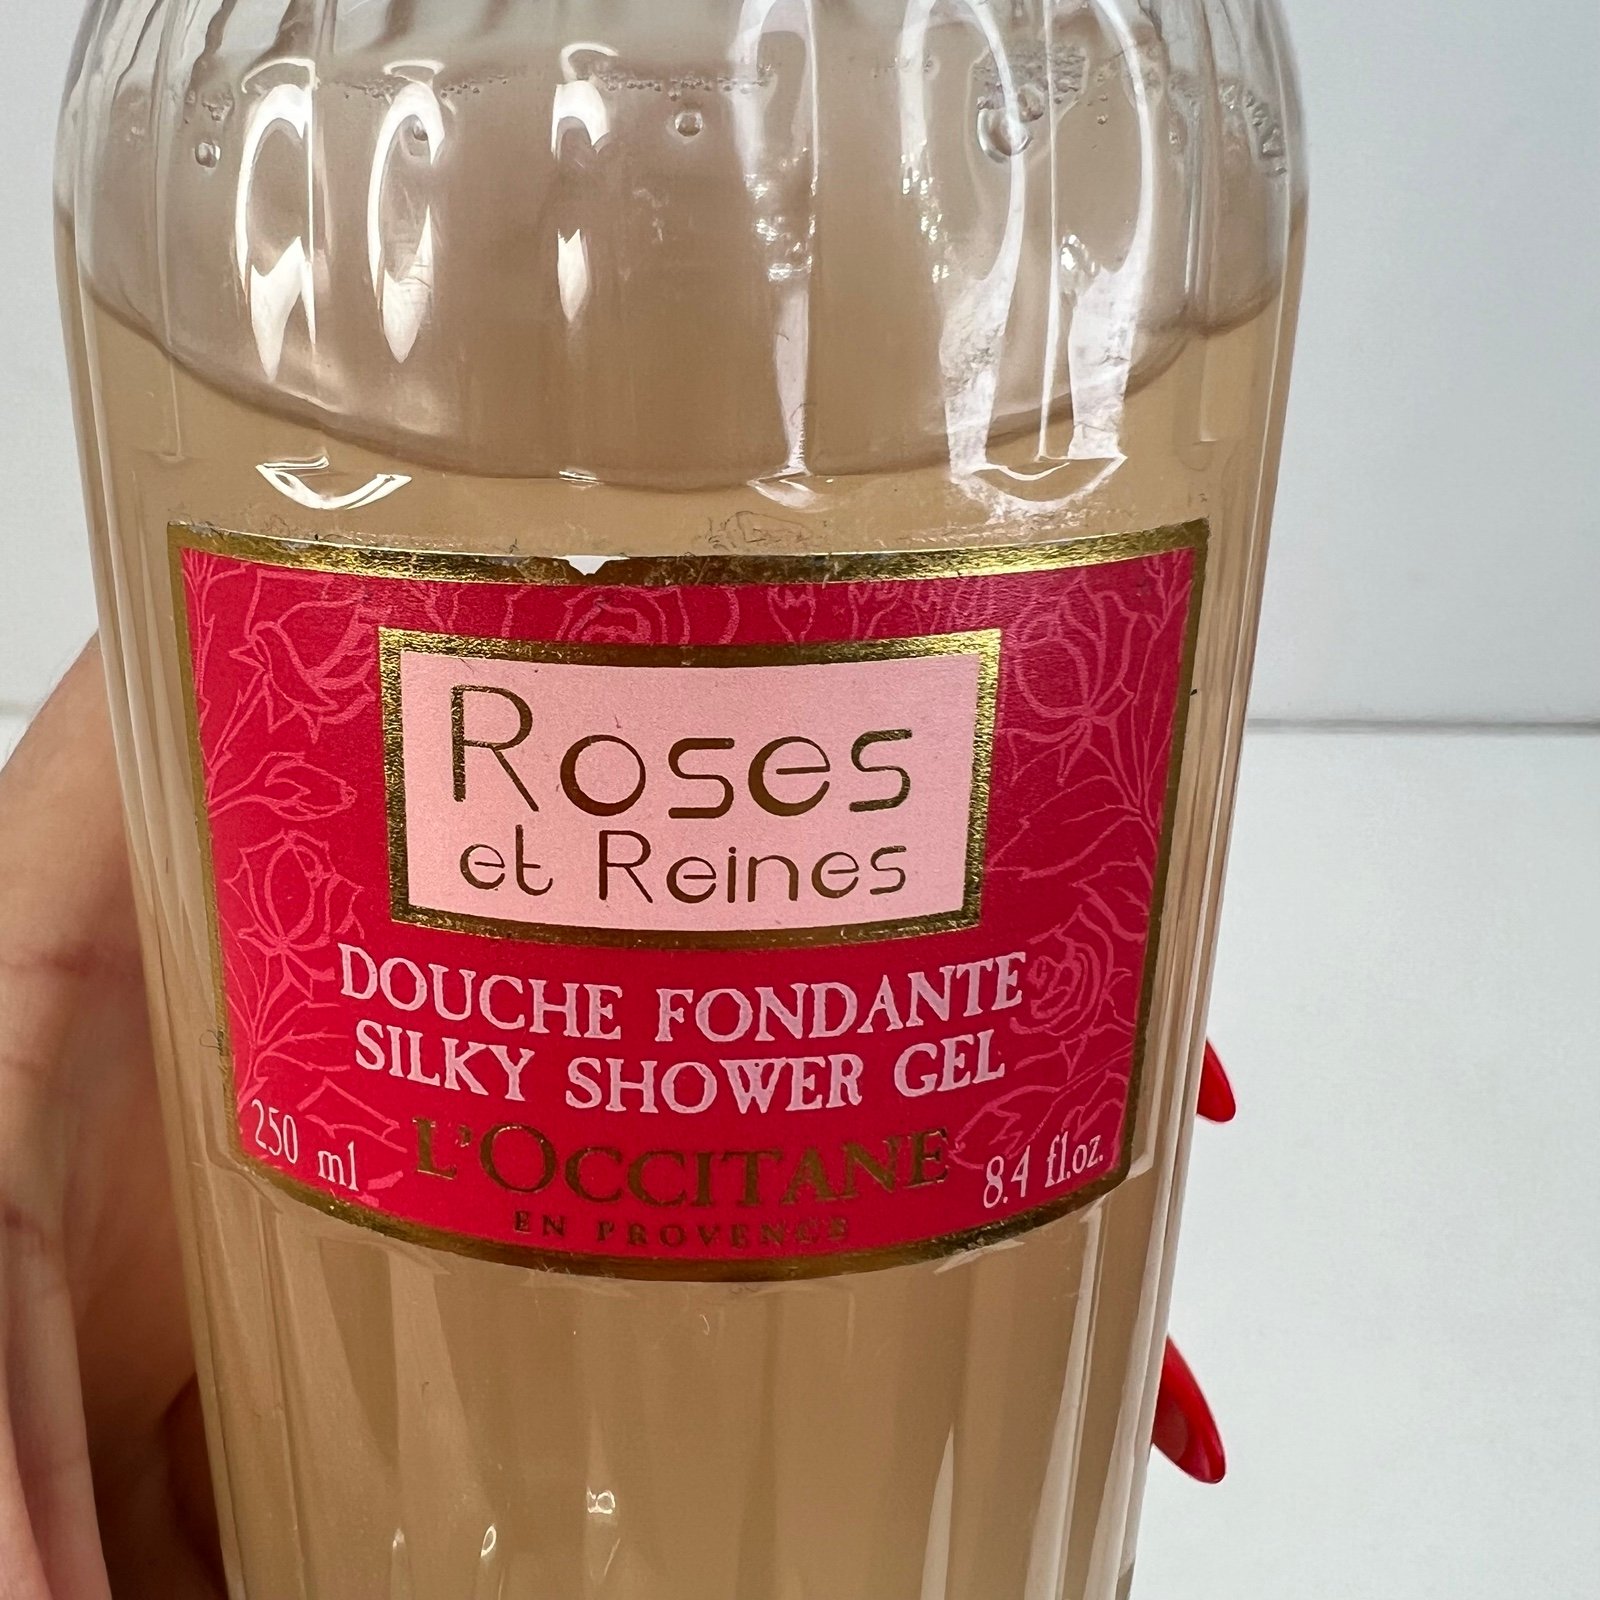 Roses
et Reines
DOUCHE FONDANTE
SILKY SHOWER GEL
250 ml
L'OCCITANE
8.4 fl.oz.
EN PROVENCE